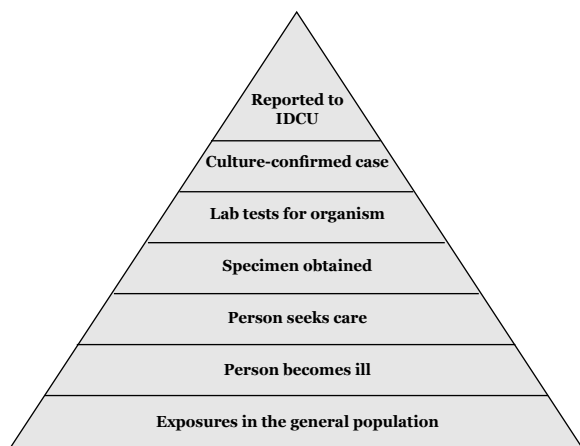 Reported to
IDCU
Culture-confirmed case
Lab tests for organism
Specimen obtained
Person seeks care
Person becomes ill
Exposures in the general population